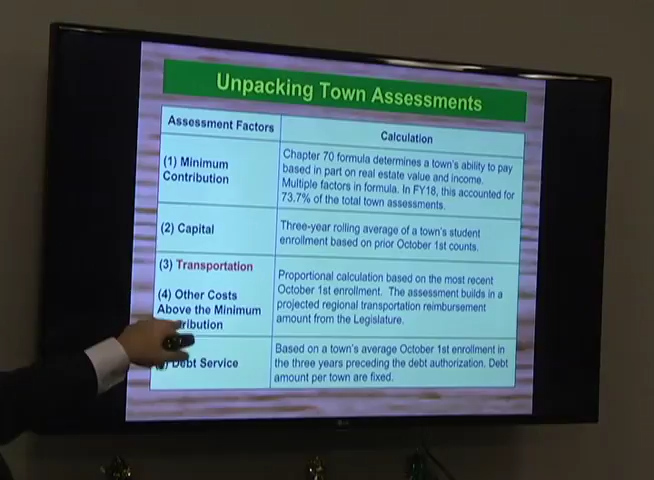 Unpacking Town Assessments
Assessment Factors
Calculation
(1) Minimum
Contribution
Chapter 70 formula determines a town's ability to pay
based in part on real estate value and income.
Multiple factors in formula. In FY18, this accounted for
73.7% of the total town assessments.
(2) Capital
Three-year rolling average of a town's student
enrollment based on prior October 1st counts.
(3) Transportation
(4) Other Costs
Above the Minimum
ribution
Proportional calculation based on the most recent
October 1st enrollment. The assessment builds in a
projected regional transportation reimbursement
amount from the Legislature.
) Debt Service
Based on a town's average October 1st enrollment in
the three years preceding the debt authorization. Debt
amount per town are fixed.
LG